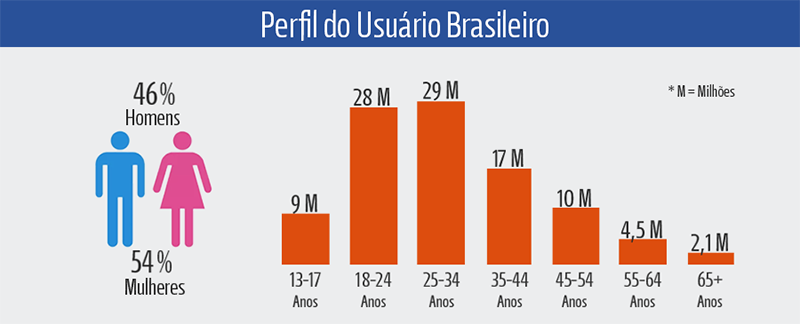 Perfil do Usuário Brasileiro
46%
Homens
54%
Mulheres
* M = Milhões
9 M
28 M
29 M
17 M
10 M
4,5 M
2,1 M
13-17
Anos
18-24
Anos
25-34
Anos
35-44
Anos
45-54
Anos
55-64
Anos
65+
Anos